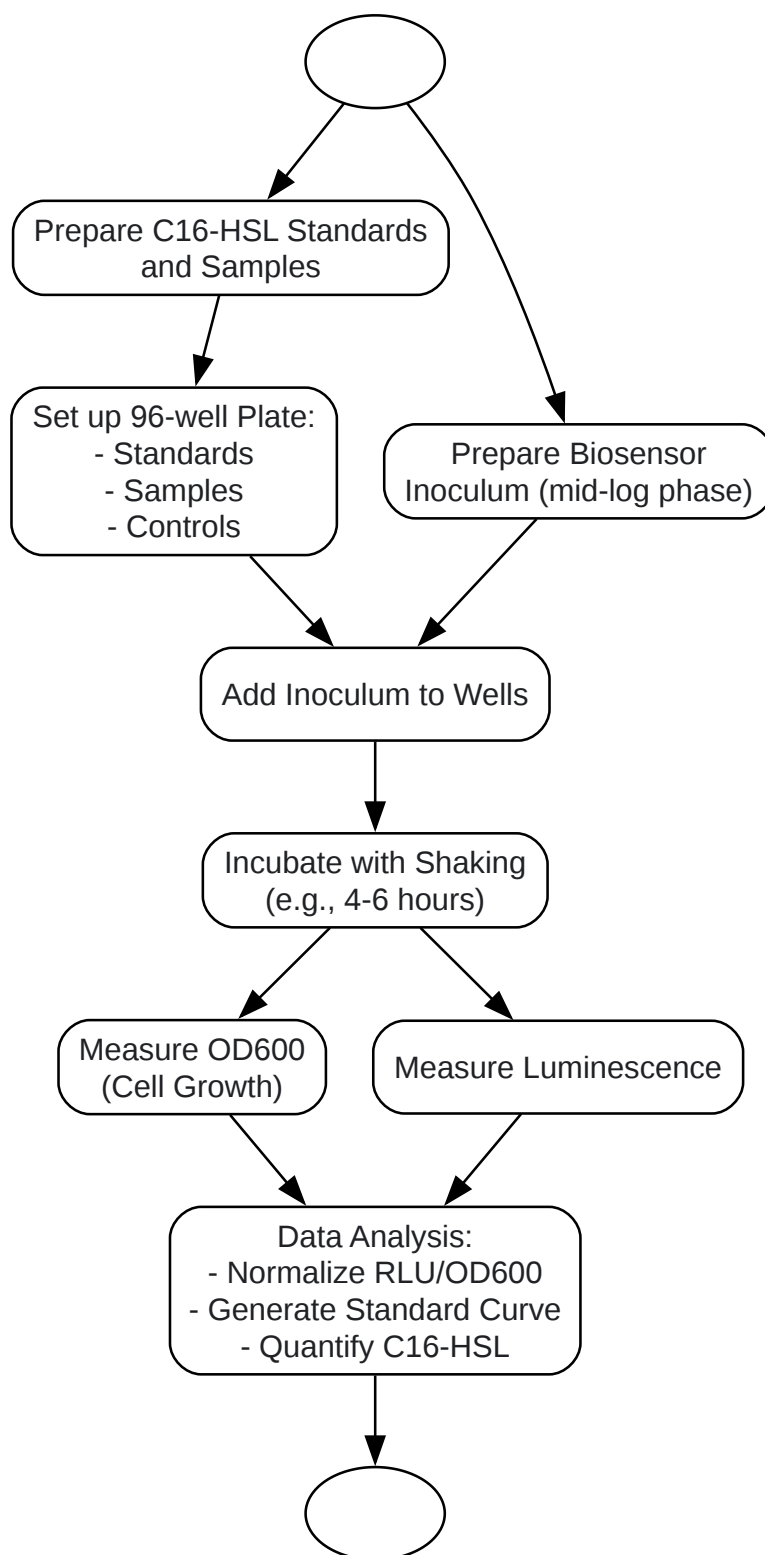 Prepare C16-HSL Standards
and Samples
Set up 96-well Plate:
- Standards
- Samples
- Controls
Prepare Biosensor
Inoculum (mid-log phase)
Add Inoculum to Wells
Incubate with Shaking
(e.g., 4-6 hours)
Measure OD600
(Cell Growth)
Measure Luminescence
Data Analysis:
- Normalize RLU/OD600
- Generate Standard Curve
- Quantify C16-HSL